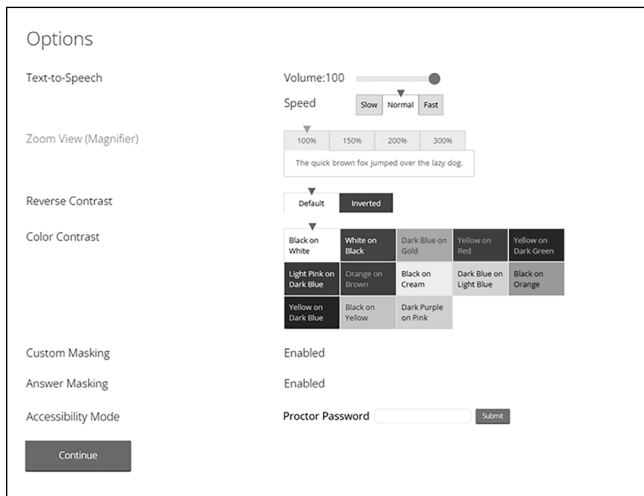 Options
Text-to-Speech
Volume:100
Speed
Slow
Normal
Fast
Zoom View (Magnifier)
100%
150%
200%
300%
The quick brown fox jumped over the lazy dog.
Reverse Contrast
Default
Inverted
Color Contrast
Black on
White
White on
Black
Dark Blue on
Gold
Yellow on
Red
Yellow on
Dark Green
Light Pink on
Dark Blue
Orange on
Brown
Black on
Cream
Dark Blue on
Light Blue
Black on
Orange
Yellow on
Dark Blue
Black on
Yellow
Dark Purple
on Pink
Custom Masking
Enabled
Answer Masking
Enabled
Accessibility Mode
Proctor Password
Submit
Continue